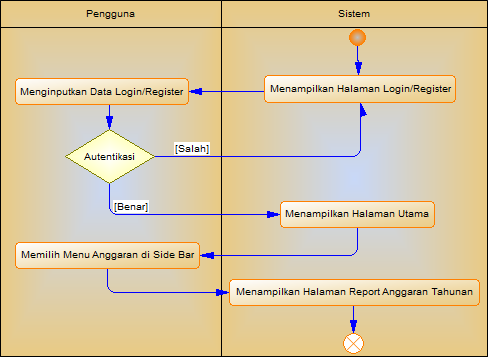 Pengguna
Sistem
Menampilkan Halaman Login/Register
Menginputkan Data Login/Register
Autentikasi
[Salah]
[Benar]
Menampilkan Halaman Utama
Memilih Menu Anggaran di Side Bar
Menampilkan Halaman Report Anggaran Tahunan